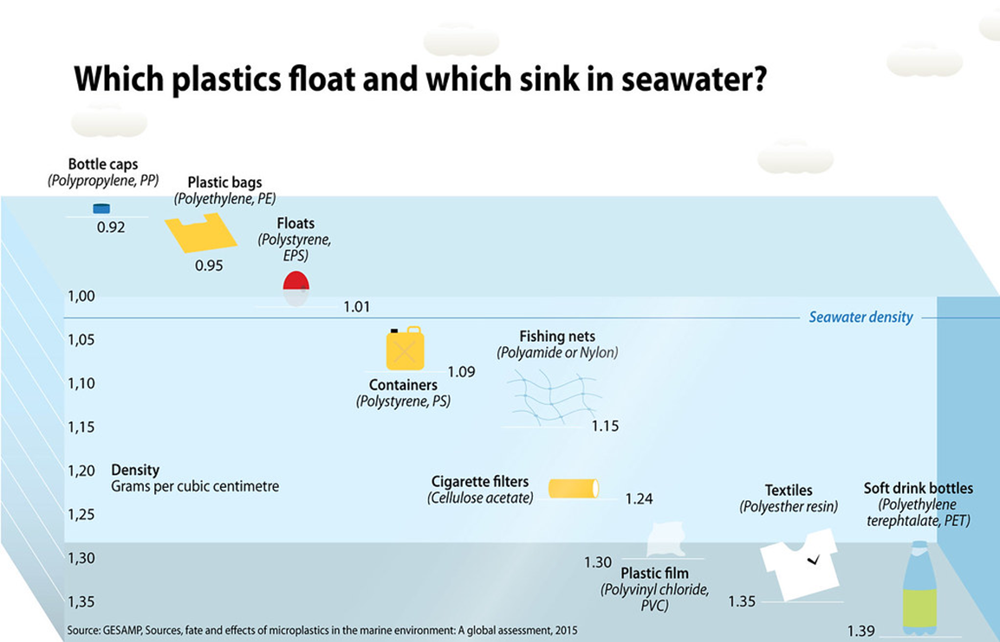 Which plastics float and which sink in seawater?
Bottle caps
(Polypropylene, PP)
0.92
Plastic bags
(Polyethylene, PE)
0.95
Floats
(Polystyrene,
EPS)
1.01
1,00
Seawater density
1,05
1,10
1,15
1,20
1,25
1,30
1,35
Containers
(Polystyrene, PS)
1.09
Fishing nets
(Polyamide or Nylon)
1.15
Density
Grams per cubic centimetre
Cigarette filters
(Cellulose acetate)
1.24
Plastic film
(Polyvinyl chloride,
PVC)
1.30
Textiles
(Polyesther resin)
1.35
Soft drink bottles
(Polyethylene
terephtalate, PET)
1.39
Source: GESAMP, Sources, fate and effects of microplastics in the marine environment: A global assessment, 2015